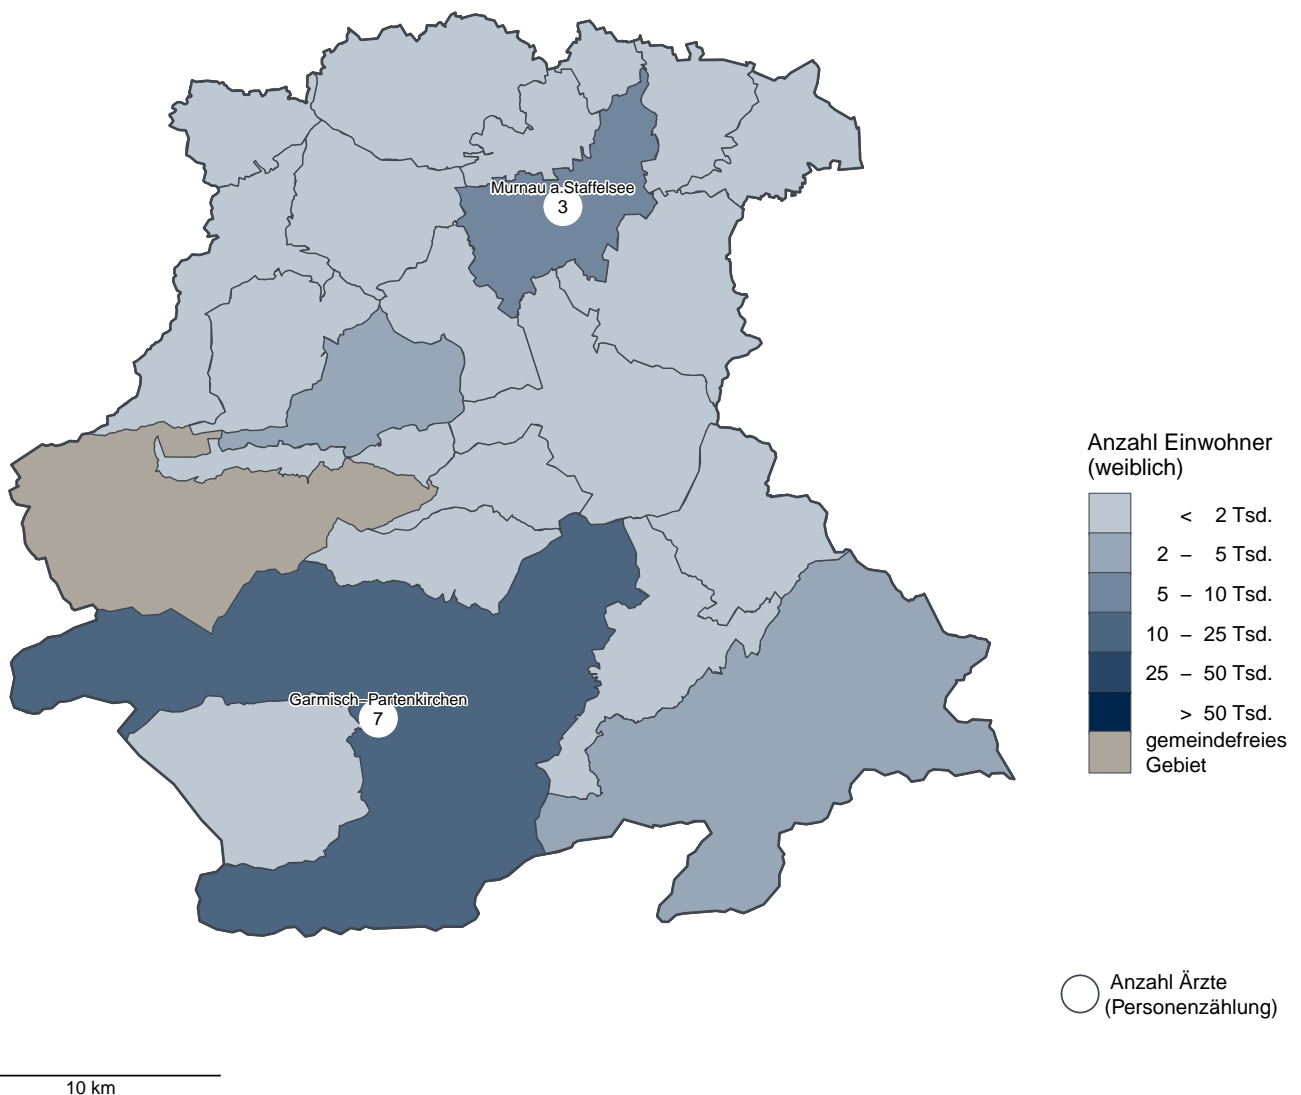 Murnau a.Staffelsee
3
Garmisch−Partenkirchen
7
Anzahl Einwohner
(weiblich)
< 2 Tsd.
2 − 5 Tsd.
5 − 10 Tsd.
10 − 25 Tsd.
25 − 50 Tsd.
> 50 Tsd.
gemeindefreies
Gebiet
Anzahl Ärzte
(Personenzählung)
10 km